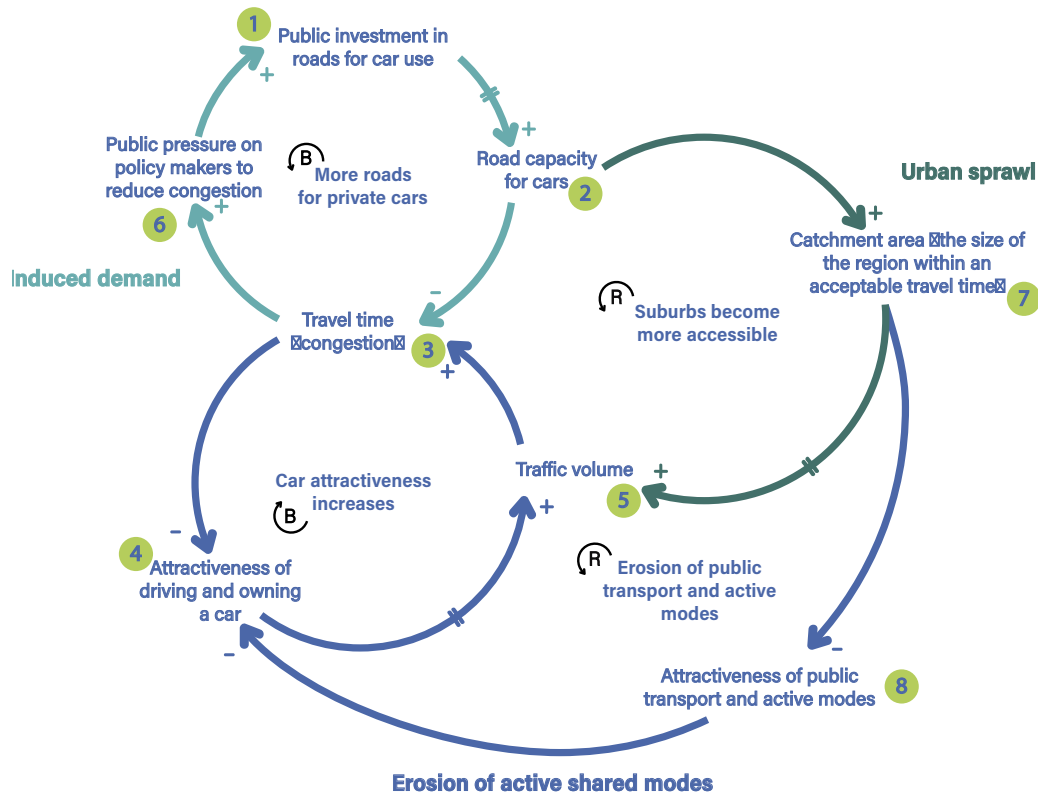 1
Public investment in
roads for car use
+
Public pressure on
policy makers to
reduce congestion
+
6
B
More roads
for private cars
+
Road capacity
for cars
2
Urban sprawl
+
Catchment area the size of
the region within an
acceptable travel time
7
Induced demand
R
Suburbs become
more accessible
−
Travel time
congestion
3
+
Car attractiveness
increases
B
Traffic volume
+
5
+
−
4
Attractiveness of
driving and owning
a car
−
R
Erosion of public
transport and active
modes
−
Attractiveness of public
transport and active modes
8
Erosion of active shared modes